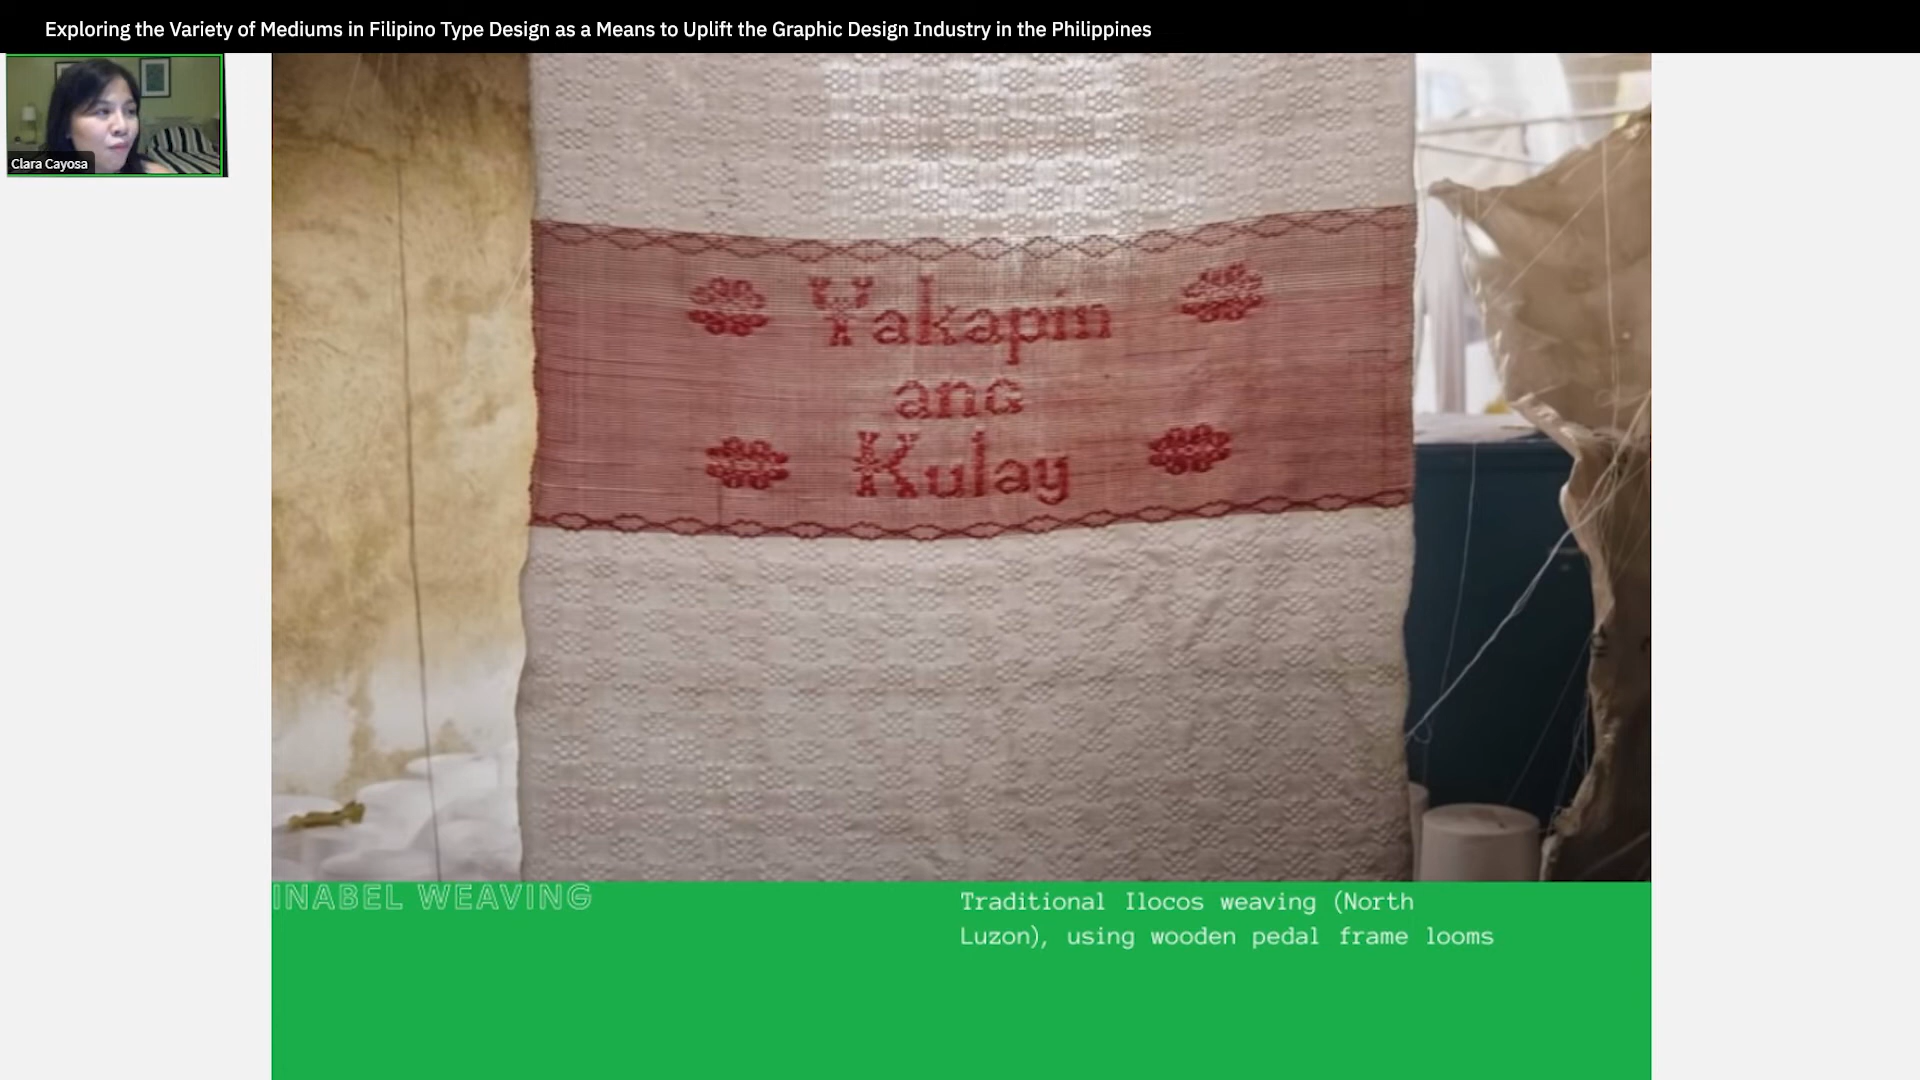 Exploring the Variety of Mediums in Filipino Type Design as a Means to Uplift the Graphic Design Industry in the Philippines
Clara Cayosa
Yakapin
ang
Kulay
INABEL WEAVING
Traditional Ilocos weaving (North
Luzon), using wooden pedal frame looms